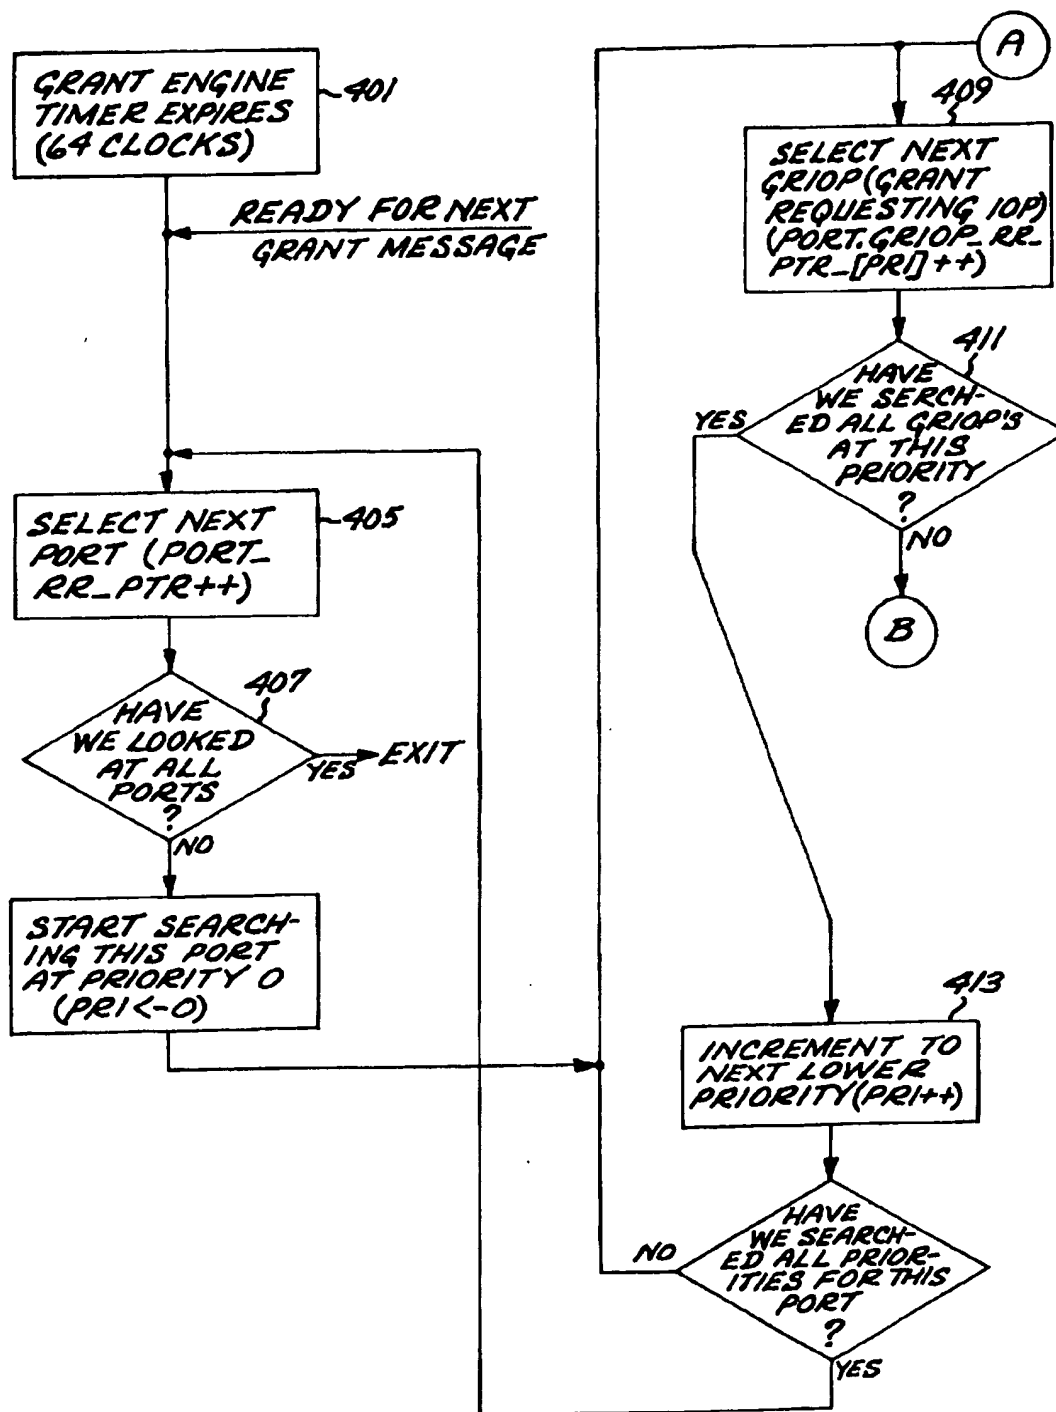 GRANT ENGINE
TIMER EXPIRES
(64 CLOCKS)
401
READY FOR NEXT
GRANT MESSAGE
SELECT NEXT
PORT (PORT_
RR_PTR++)
405
HAVE
WE LOOKED
AT ALL
PORTS
?
407
YES
EXIT
NO
START SEARCH-
ING THIS PORT
AT PRIORITY 0
(PRI<-0)
A
409
SELECT NEXT
GRIOP(GRANT
REQUESTING IOP)
(PORT.GRIOP_RR_
PTR_[PRI]++)
411
HAVE
WE SERCH-
ED ALL GRIOP'S
AT THIS
PRIORITY
?
YES
NO
B
413
INCREMENT TO
NEXT LOWER
PRIORITY(PRI++)
HAVE
WE SEARCH-
ED ALL PRIOR-
ITIES FOR THIS
PORT
?
NO
YES